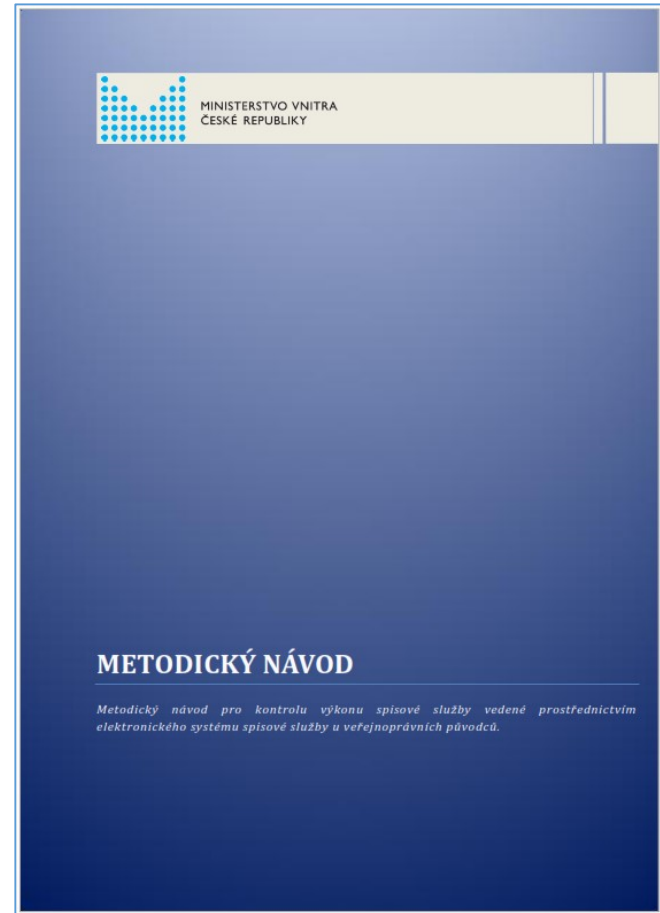 MINISTERSTVO VNITRA
ČESKÉ REPUBLIKY
METODICKÝ NÁVOD
Metodický návod pro kontrolu výkonu spisové služby vedené prostřednictvím
elektronického systému spisové služby u veřejnoprávních původců.